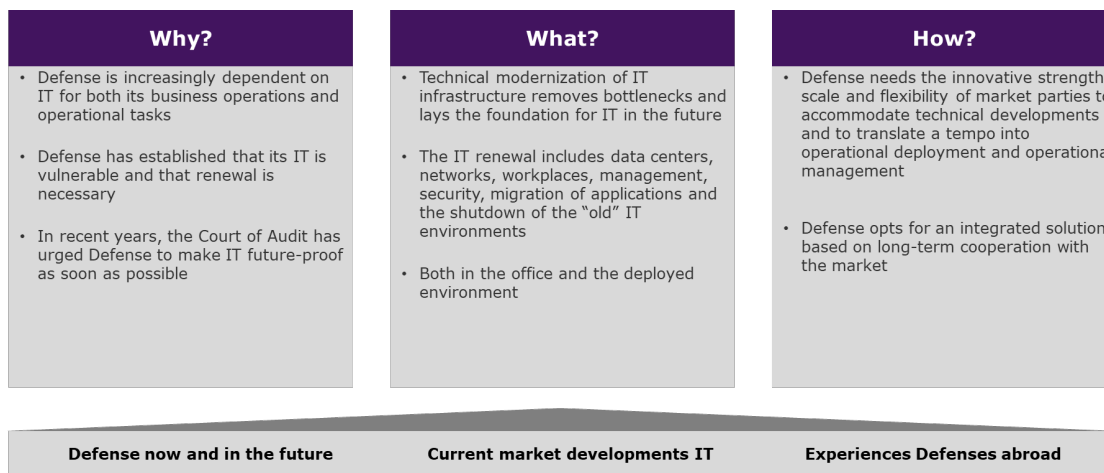 Why?
• Defense is increasingly dependent on
IT for both its business operations and
operational tasks
• Defense has established that its IT is
vulnerable and that renewal is
necessary
• In recent years, the Court of Audit has
urged Defense to make IT future-proof
as soon as possible
What?
• Technical modernization of IT
infrastructure removes bottlenecks and
lays the foundation for IT in the future
• The IT renewal includes data centers,
networks, workplaces, management,
security, migration of applications and
the shutdown of the “old” IT
environments
• Both in the office and the deployed
environment
How?
• Defense needs the innovative strength
scale and flexibility of market parties
accommodate technical developments
and to translate a tempo into
operational deployment and
management
• Defense opts for an integrated solution
based on long-term cooperation with
the market
Defense now and in the future
Current market developments IT
Experiences Defenses abroad